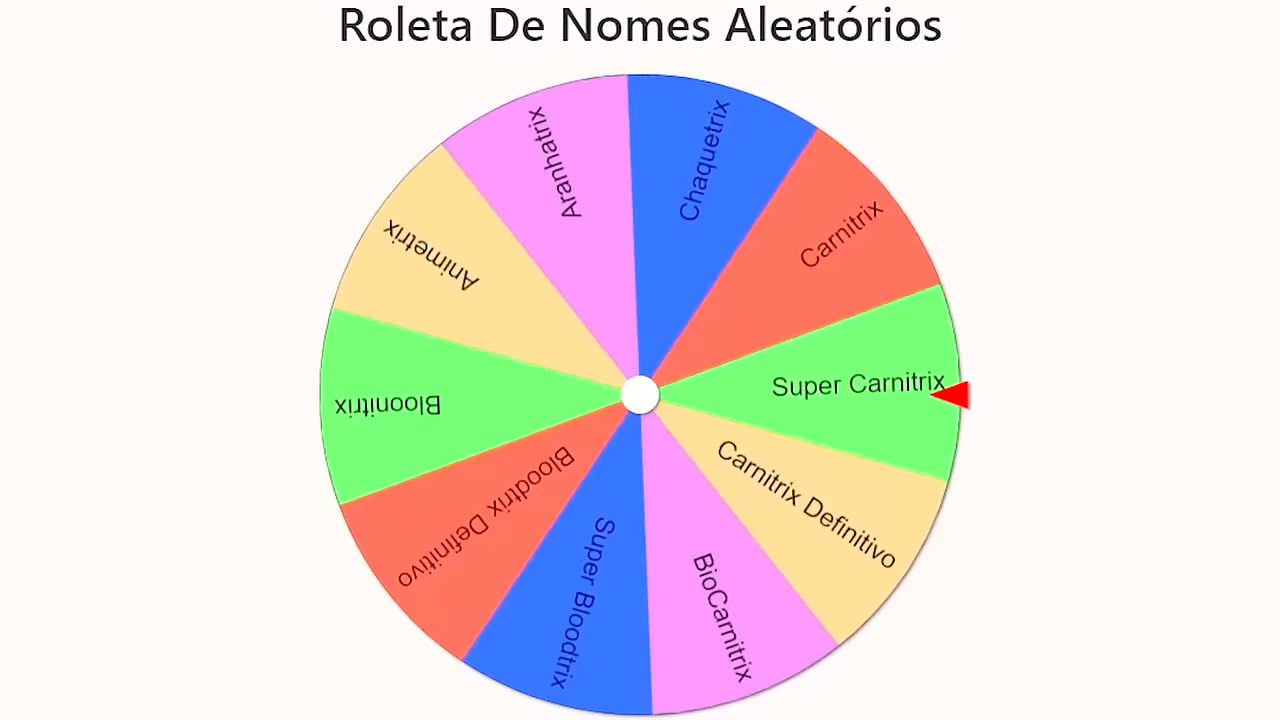 Roleta De Nomes Aleatórios
Chaquetrix
Carnitrix
Super Carnitrix
Carnitrix Definitivo
BioCarnitrix
Super Bloodtrix
Bloodtrix Definitivo
Bloonitrix
Animetrix
Aranhatrix